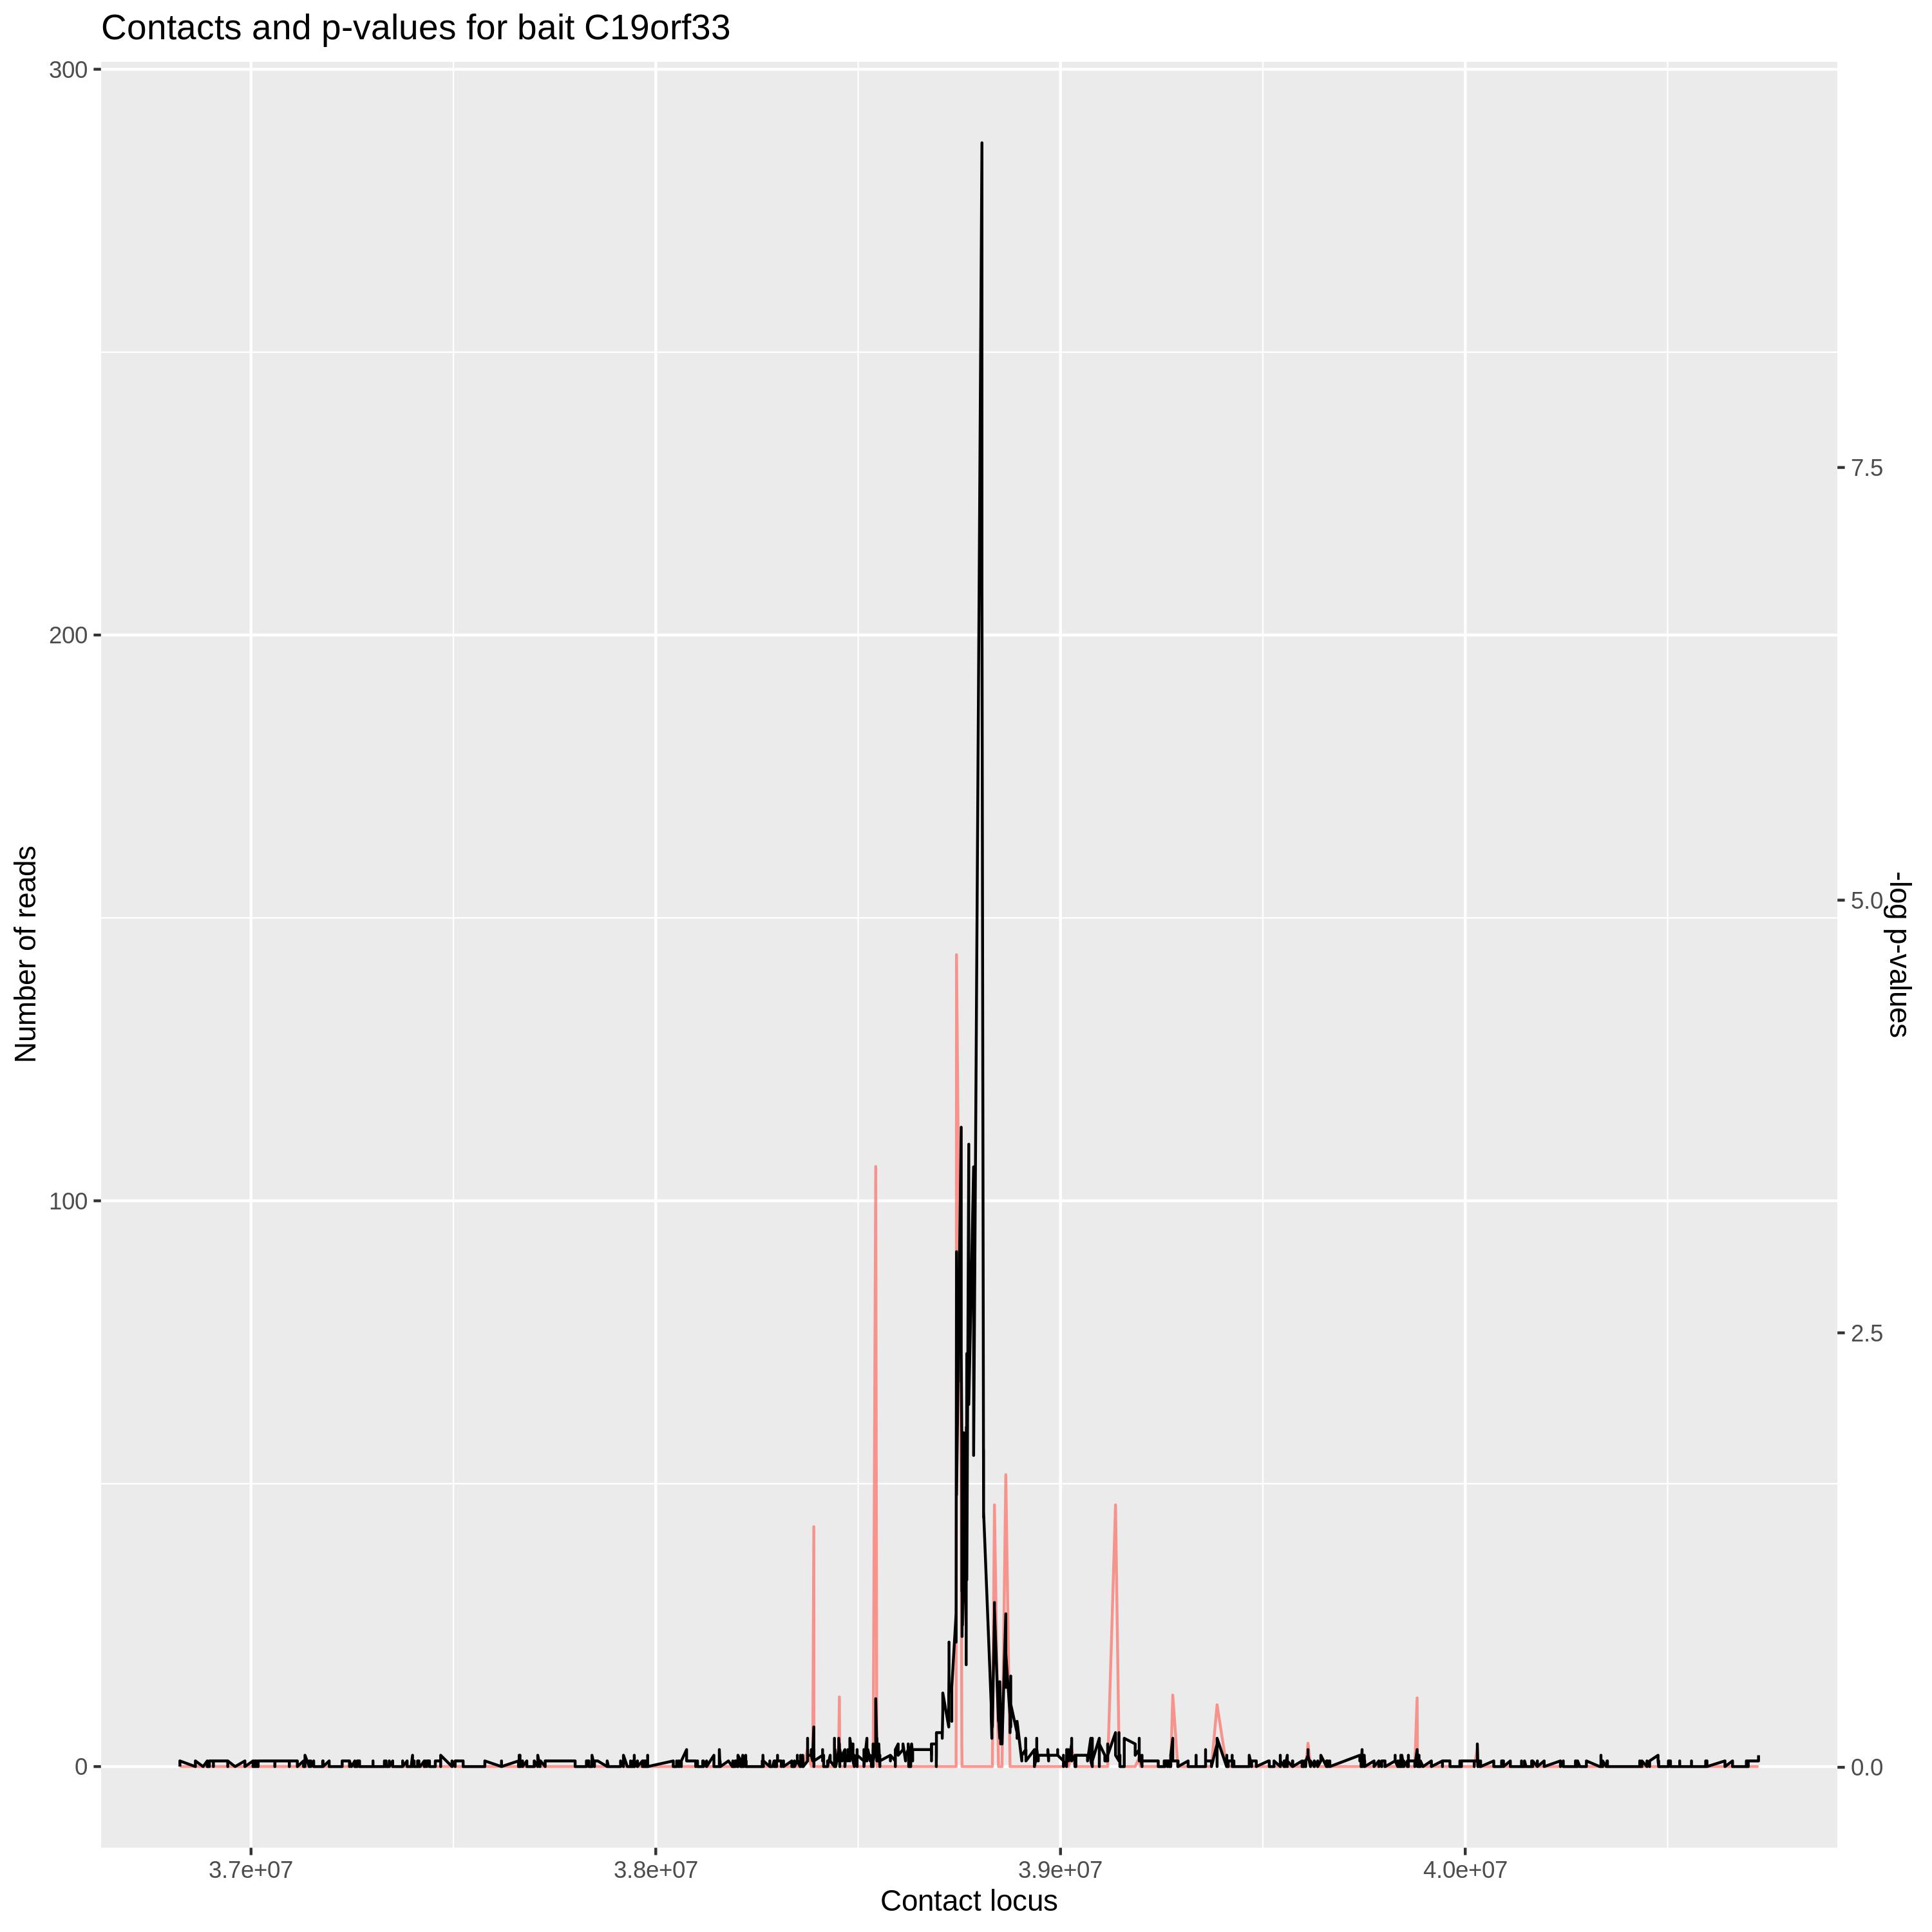 Contacts and p-values for bait C19orf33
Number of reads
300
200
100
0
7.5
5.0
2.5
0.0
-log p-values
3.7e+07 3.8e+07 3.9e+07 4.0e+07
Contact locus